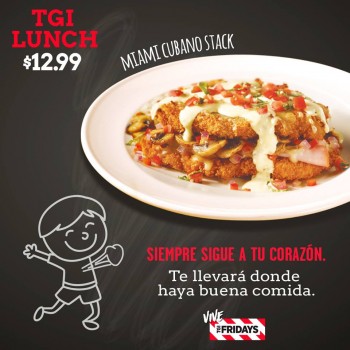 TGI
LUNCH
$12.99
MIAMI CUBANO STACK
SIEMPRE SIGUE A TU CORAZÓN.
Te llevará donde
haya buena comida.
VIVE
TGI FRIDAYS